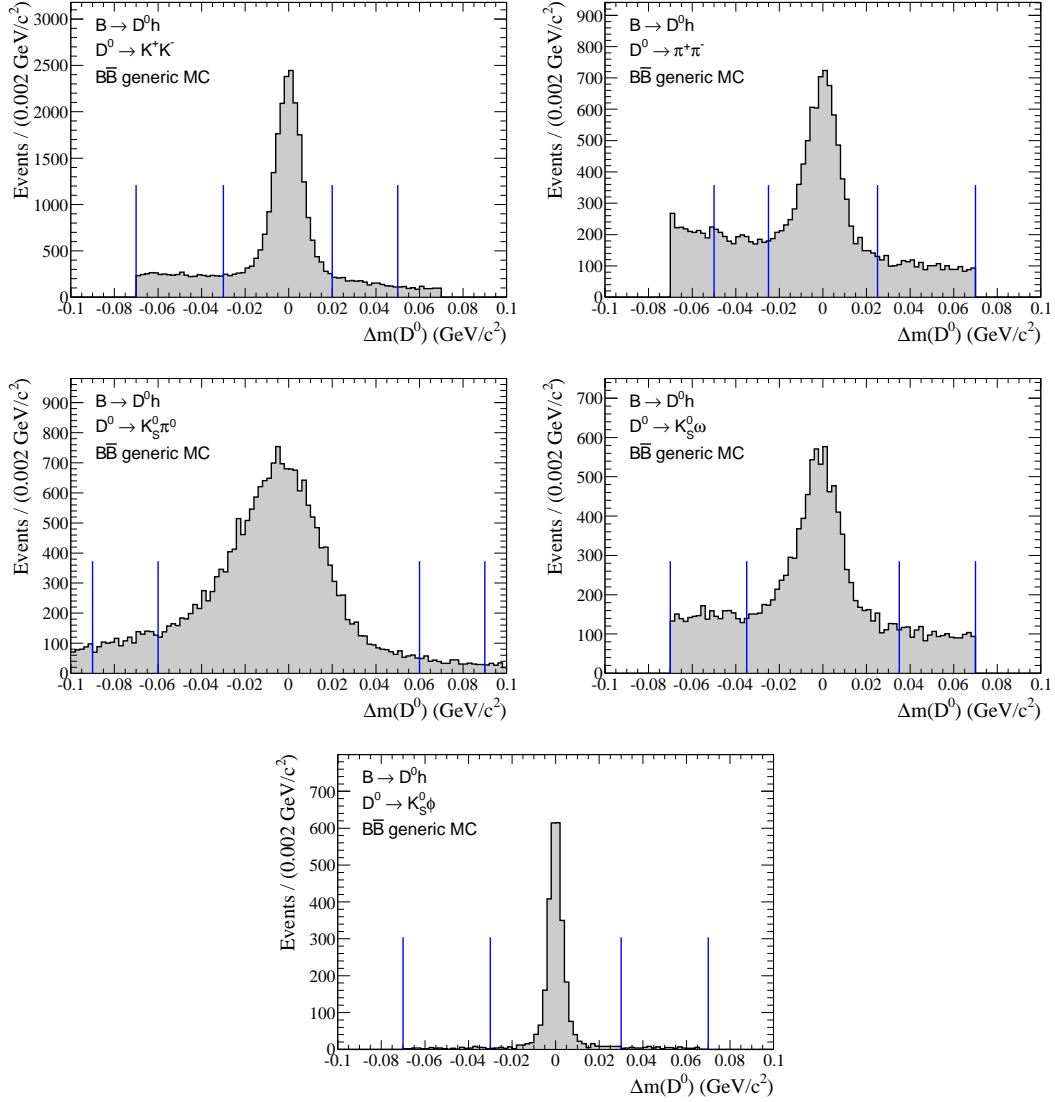 Events / (0.002 GeV/c²)
3000
2500
2000
1500
1000
500
0
B → D⁰h
D⁰ → K⁺K⁻
BB̅ generic MC
-0.1 -0.08 -0.06 -0.04 -0.02 0 0.02 0.04 0.06 0.08 0.1
Δm(D⁰) (GeV/c²)
Events / (0.002 GeV/c²)
900
800
700
600
500
400
300
200
100
0
B → D⁰h
D⁰ → π⁺π⁻
BB̅ generic MC
-0.1 -0.08 -0.06 -0.04 -0.02 0 0.02 0.04 0.06 0.08 0.1
Δm(D⁰) (GeV/c²)
Events / (0.002 GeV/c²)
900
800
700
600
500
400
300
200
100
0
B → D⁰h
D⁰ → K_S⁰π⁰
BB̅ generic MC
-0.1 -0.08 -0.06 -0.04 -0.02 0 0.02 0.04 0.06 0.08 0.1
Δm(D⁰) (GeV/c²)
Events / (0.002 GeV/c²)
700
600
500
400
300
200
100
0
B → D⁰h
D⁰ → K_S⁰ω
BB̅ generic MC
-0.1 -0.08 -0.06 -0.04 -0.02 0 0.02 0.04 0.06 0.08 0.1
Δm(D⁰) (GeV/c²)
Events / (0.002 GeV/c²)
700
600
500
400
300
200
100
0
B → D⁰h
D⁰ → K_S⁰ϕ
BB̅ generic MC
-0.1 -0.08 -0.06 -0.04 -0.02 0 0.02 0.04 0.06 0.08 0.1
Δm(D⁰) (GeV/c²)